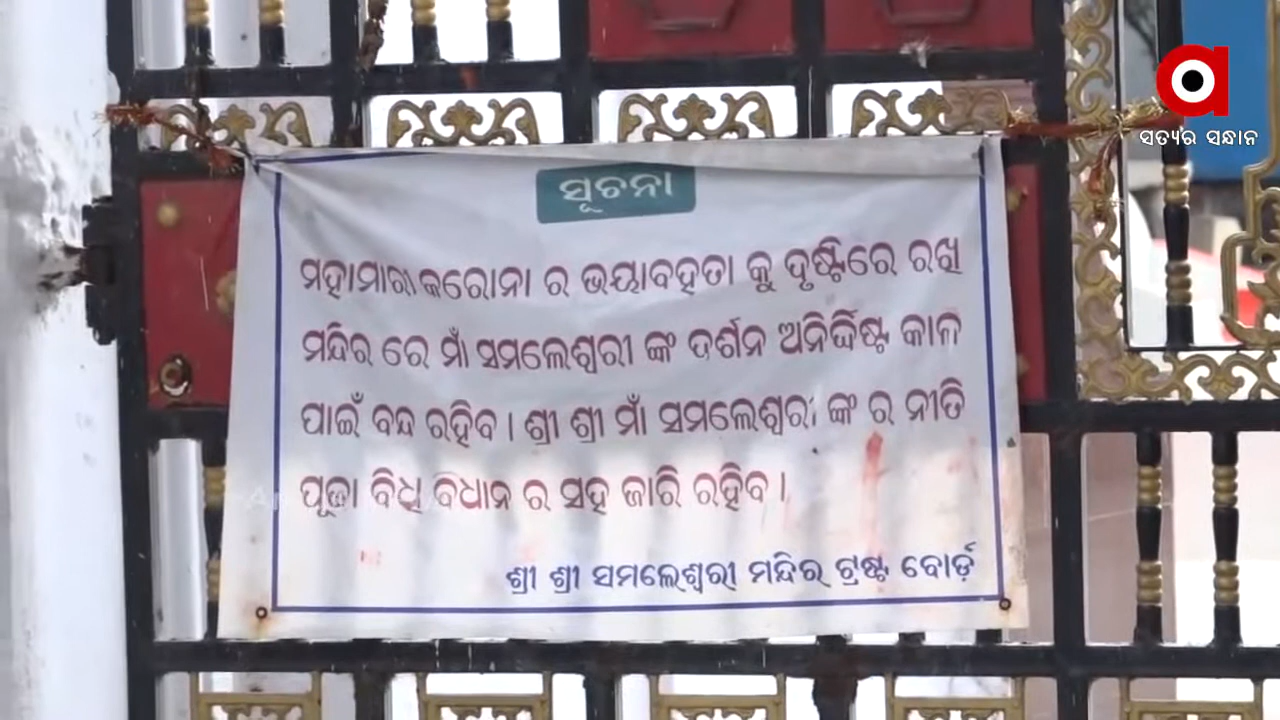 ସତ୍ୟର ସନ୍ଧାନ
ସୂଚନା
ମହାମାରୀ କରୋନା ର ଭୟାବହତା କୁ ଦୃଷ୍ଟିରେ ରଖି
ମନ୍ଦିର ରେ ମାଁ ସମଲେଶ୍ୱରୀ ଙ୍କ ଦର୍ଶନ ଅନିର୍ଦ୍ଦିଷ୍ଟ କାଳ
ପାଇଁ ବନ୍ଦ ରହିବ । ଶ୍ରୀ ଶ୍ରୀ ମାଁ ସମଲେଶ୍ୱରୀ ଙ୍କ ର ନୀତି
ପୂଜା ବିଧି ବିଧାନ ର ସହ ଜାରି ରହିବ ।
ଶ୍ରୀ ଶ୍ରୀ ସମଲେଶ୍ୱରୀ ମନ୍ଦିର ଟ୍ରଷ୍ଟ ବୋର୍ଡ଼